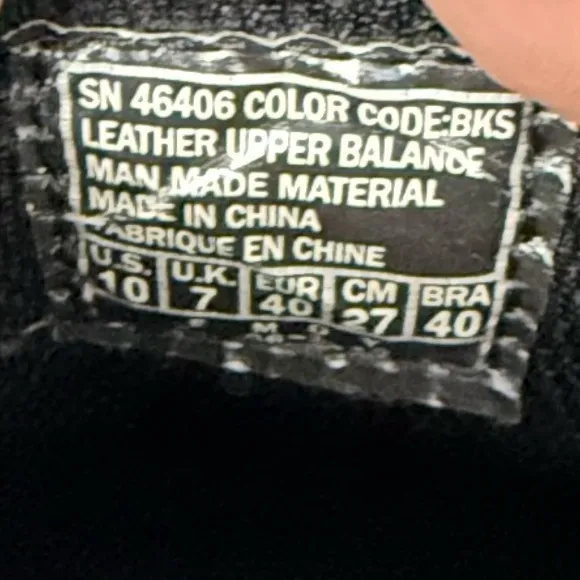 SN 46406 COLOR CODE:BKS
LEATHER UPPER BALANCE
MAN MADE MATERIAL
MADE IN CHINA
FABRIQUE EN CHINE
U.S. U.K. EUR CM BRA
10 7 40 27 40